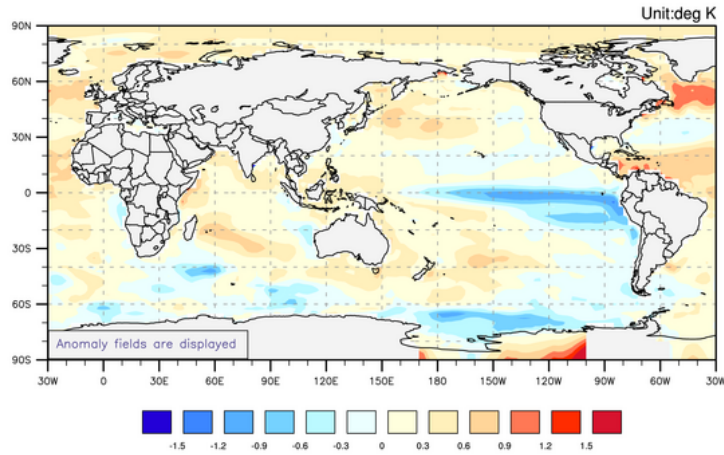 Unit:deg K
90N
60N
30N
0
30S
60S
90S
Anomaly fields are displayed
30W 0 30E 60E 90E 120E 150E 180 150W 120W 90W 60W 30W
-1.5 -1.2 -0.9 -0.6 -0.3 0 0.3 0.6 0.9 1.2 1.5